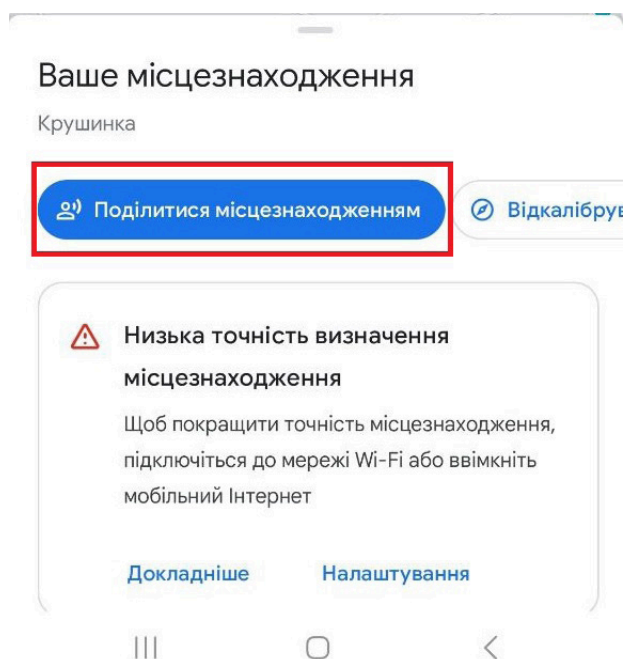 Ваше місцезнаходження
Крушинка
Поділитися місцезнаходженням
Відкалібрув
Низька точність визначення
місцезнаходження
Щоб покращити точність місцезнаходження,
підключіться до мережі Wi-Fi або ввімкніть
мобільний Інтернет
Докладніше Налаштування